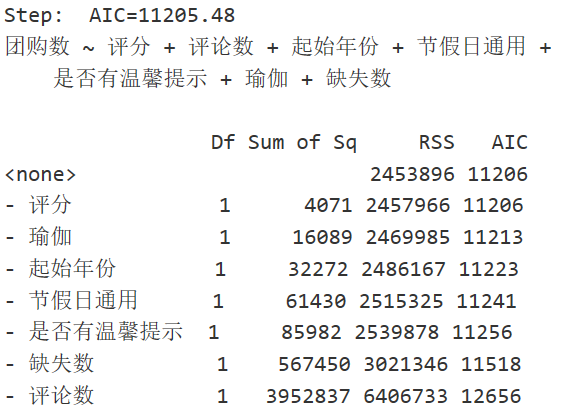 Step:  AIC=11205.48
团购数 ~ 评分 + 评论数 + 起始年份 + 节假日通用 +
    是否有温馨提示 + 瑜伽 + 缺失数
                 Df Sum of Sq     RSS   AIC
<none>                        2453896 11206
- 评分            1      4071 2457966 11206
- 瑜伽            1     16089 2469985 11213
- 起始年份        1     32272 2486167 11223
- 节假日通用      1     61430 2515325 11241
- 是否有温馨提示  1     85982 2539878 11256
- 缺失数          1    567450 3021346 11518
- 评论数          1   3952837 6406733 12656